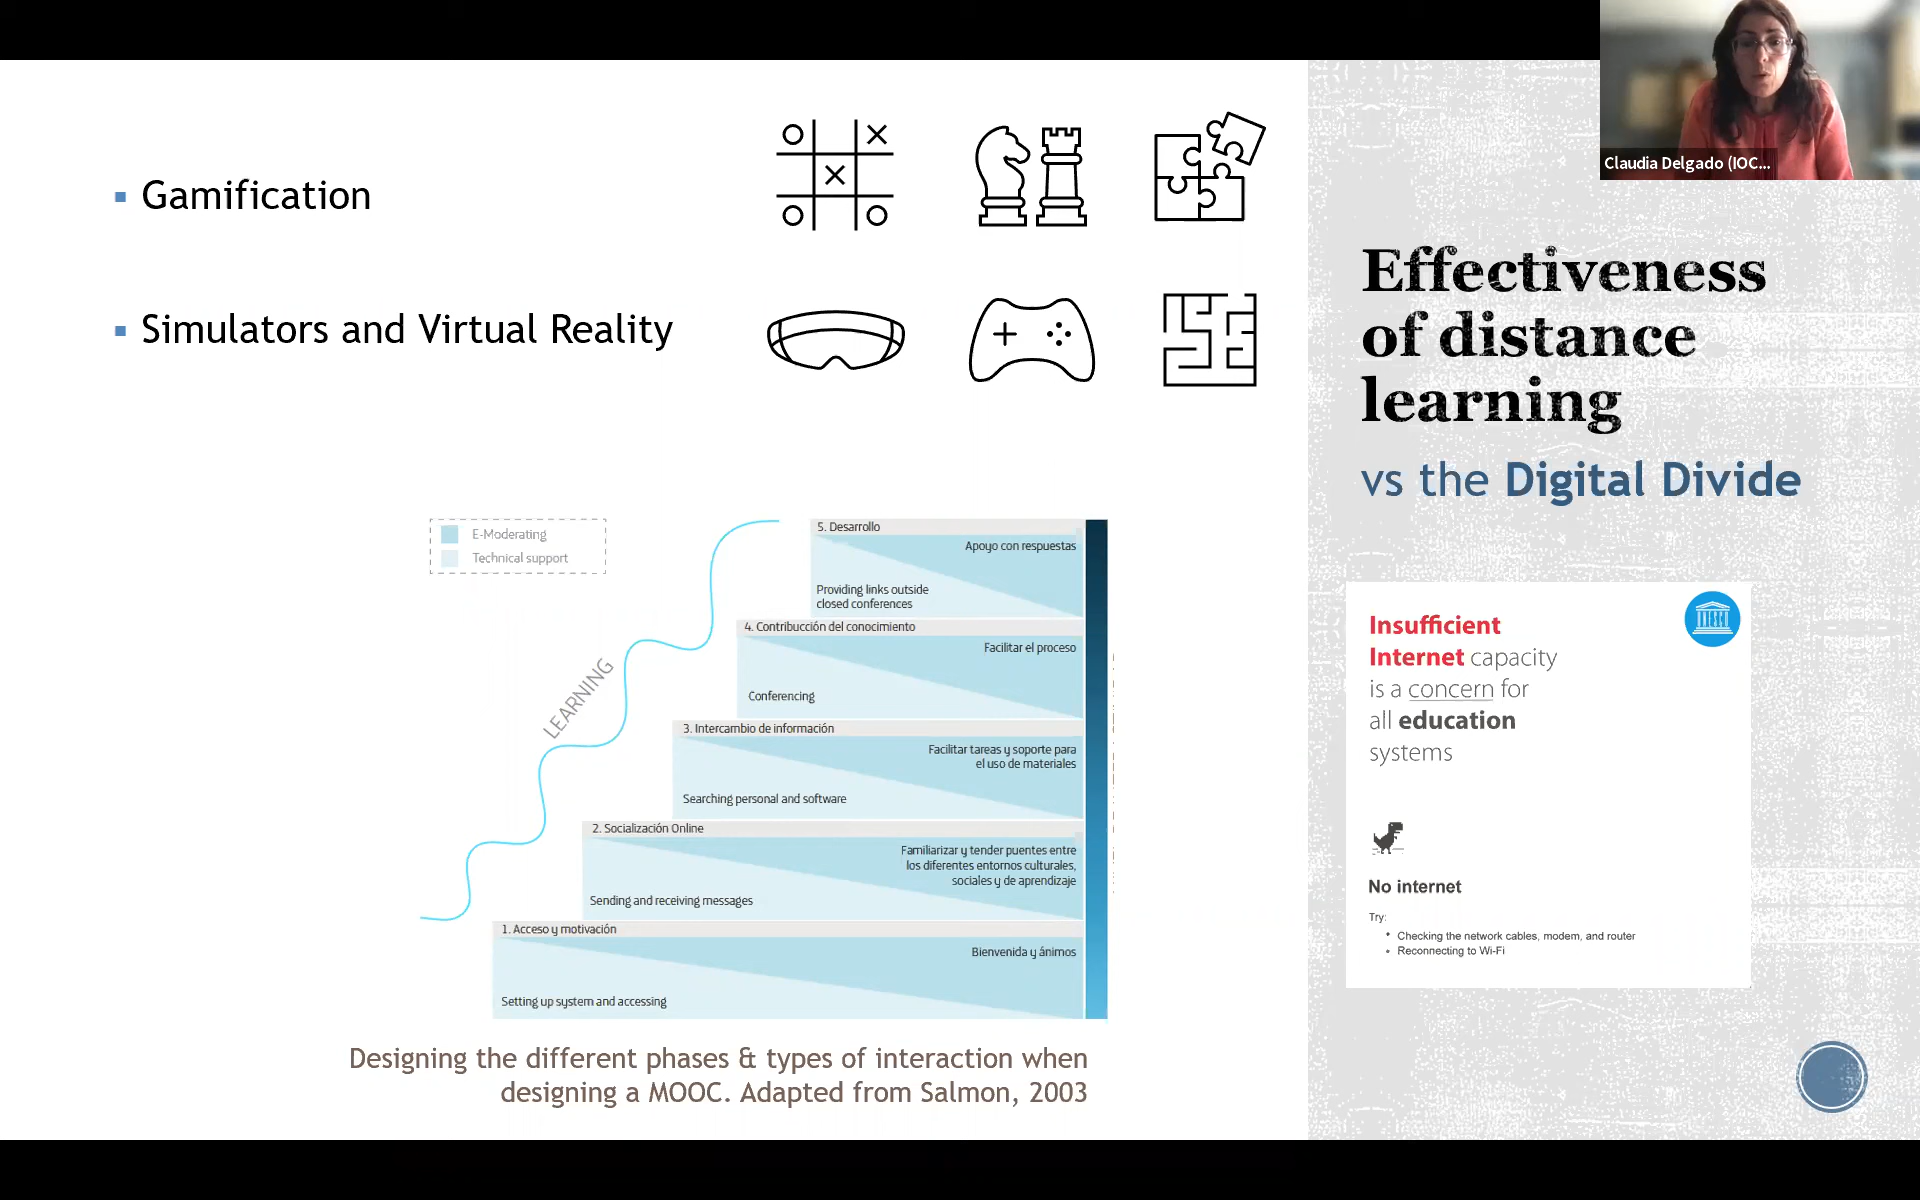 Claudia Delgado (IOC...
Gamification
Simulators and Virtual Reality
Effectiveness
of distance
learning
vs the Digital Divide
E-Moderating
Technical support
LEARNING
5. Desarrollo
Apoyo con respuestas
Providing links outside
closed conferences
4. Contribucción del conocimiento
Facilitar el proceso
Conferencing
3. Intercambio de información
Facilitar tareas y soporte para
el uso de materiales
Searching personal and software
2. Socialización Online
Familiarizar y tender puentes entre
los diferentes entornos culturales,
sociales y de aprendizaje
Sending and receiving messages
1. Acceso y motivación
Bienvenida y ánimos
Setting up system and accessing
Designing the different phases & types of interaction when
designing a MOOC. Adapted from Salmon, 2003
UNESCO
Insufficient
Internet capacity
is a concern for
all education
systems
No internet
Try:
Checking the network cables, modem, and router
Reconnecting to Wi-Fi